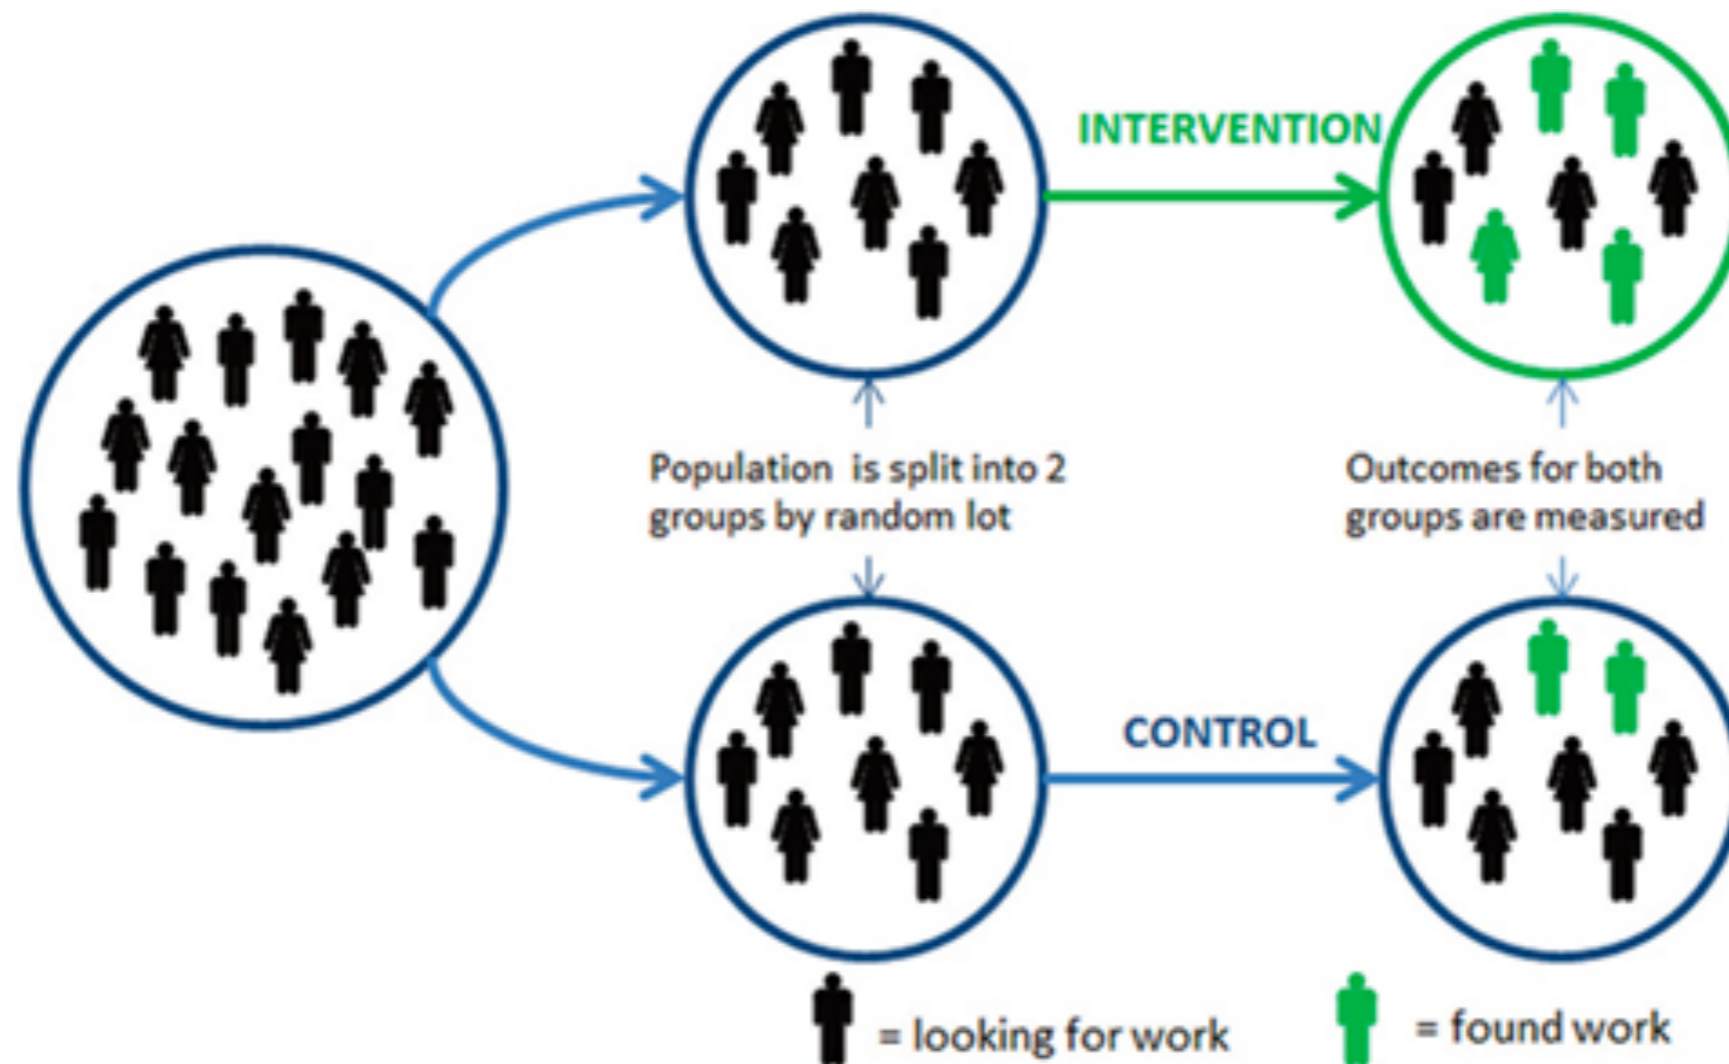 INTERVENTION
Population is split into 2
groups by random lot
Outcomes for both
groups are measured
CONTROL
= looking for work
= found work